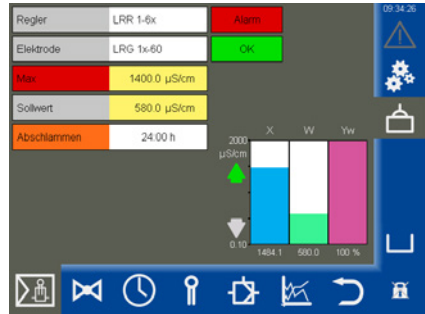 09:34:26
Regler LRR 1-6x Alarm
Elektrode LRG 1x-60 OK
Max 1400.0 µS/cm
Sollwert 580.0 µS/cm
Abschlammen 24:00 h
X W Yw
2000
µS/cm
0.10
1484.1 580.0 100 %